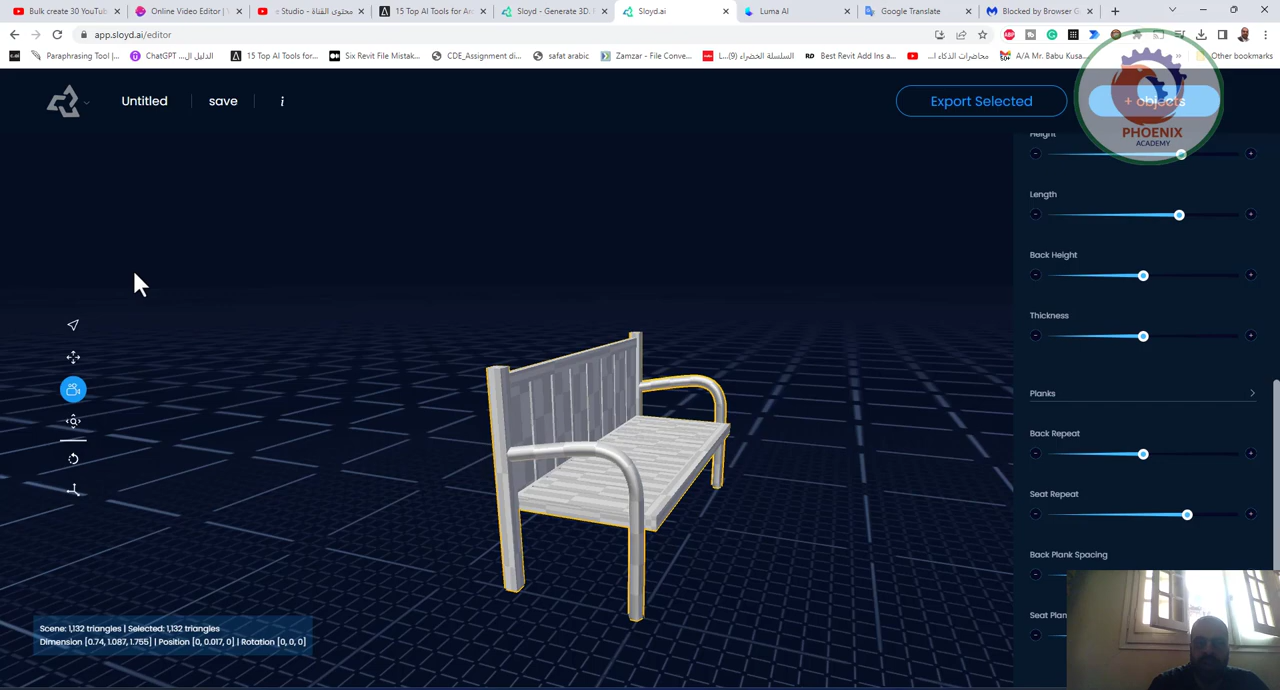 Bulk create 30 YouTub
Online Video Editor | V
Studio - محتوى القناة
15 Top AI Tools for Arc
Sloyd - Generate 3D. F
Sloyd.ai
Luma AI
Google Translate
Blocked by Browser G
app.sloyd.ai/editor
Paraphrasing Tool |...
ChatGPT الدليل ال...
15 Top AI Tools for...
Six Revit File Mistak...
CDE_Assignment di...
safat arabic
Zamzar - File Conve...
السلسلة الخضراء (9)...
Best Revit Add Ins a...
محاضرات الذكاء ا...
A/A Mr. Babu Kusa...
Other bookmarks
Untitled
save
i
Export Selected
+ objects
PHOENIX
ACADEMY
Height
Length
Back Height
Thickness
Planks
Back Repeat
Seat Repeat
Back Plank Spacing
Seat Plan
Scene: 1,132 triangles | Selected: 1,132 triangles
Dimension [0.74, 1.087, 1.755] | Position [0, 0.017, 0] | Rotation [0, 0, 0]